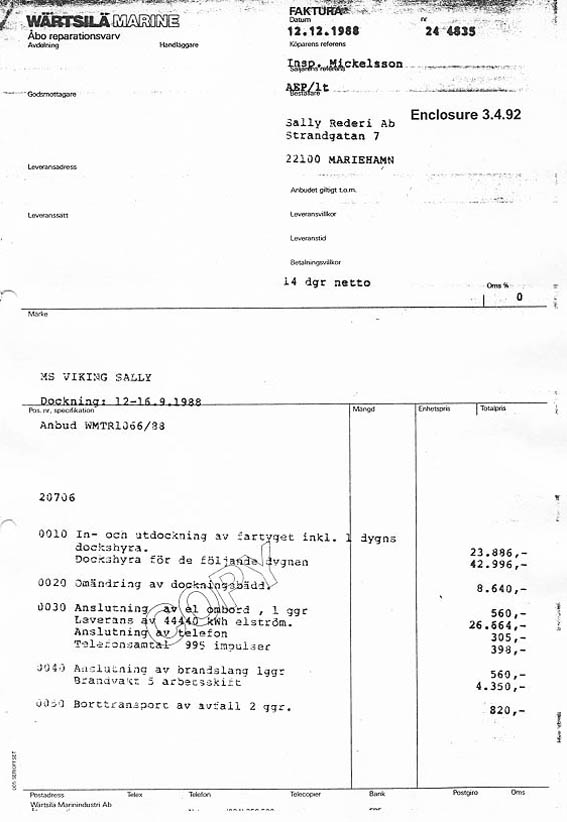 WÄRTSILÄ MARINE
Åbo reparationsvarv
Avdelning Handläggare
FAKTURA
Datum nr
12.12.1988 24 4835
Köparens referens
Insp. Mickelsson
Säljarens referens
AEP/lt
Godsmottagare
Beställare
Sally Rederi Ab
Enclosure 3.4.92
Strandgatan 7
22100 MARIEHAMN
Leveransadress
Anbudet giltigt t.o.m.
Leveranssätt
Leveransvillkor
Leveranstid
Betalningsvillkor
14 dgr netto
Oms %
0
Märke
MS VIKING SALLY
Dockning: 12-16.9.1988
Pos. nr, specifikation Mängd Enhetspris Totalpris
Anbud WMTR1066/88
20706
0010 In- och utdockning av fartyget inkl. 1 dygns
dockshyra. 23.886,-
Dockshyra för de följande dygnen 42.996,-
0020 Omändring av dockningsbädd. 8.640,-
0030 Anslutning av el ombord , 1 ggr 560,-
Leverans av 44440 kWh elström. 26.664,-
Anslutning av telefon 305,-
Telefonsamtal 995 impulser 398,-
0040 Anslutning av brandslang 1ggr 560,-
Brandvakt 5 arbetsskift 4.350,-
0050 Borttransport av avfall 2 ggr. 820,-
COPY
Postadress Telex Telefon Telecopier Bank Postgiro Oms
Wärtsilä Marinindustri Ab